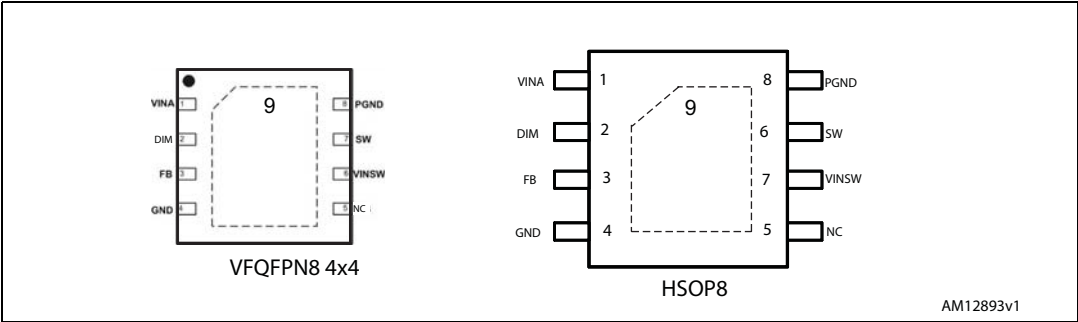 VINA 1 9 8 PGND
DIM 2 7 SW
FB 3 6 VINSW
GND 4 5 NC
VFQFPN8 4x4
VINA 1 9 8 PGND
DIM 2 6 SW
FB 3 7 VINSW
GND 4 5 NC
HSOP8
AM12893v1